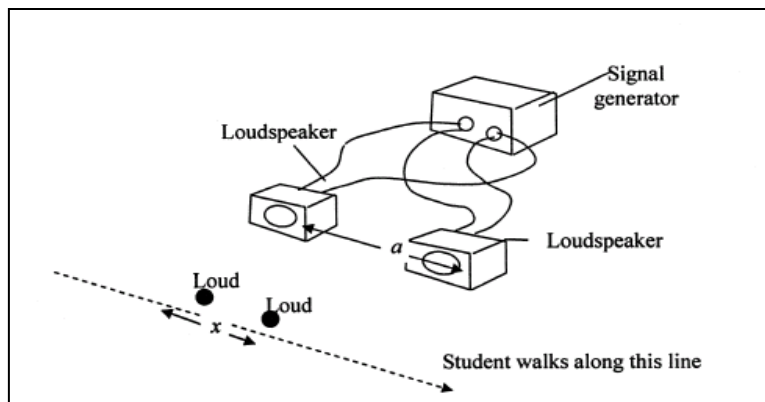 Signal
generator
Loudspeaker
a
Loudspeaker
Loud
Loud
x
Student walks along this line